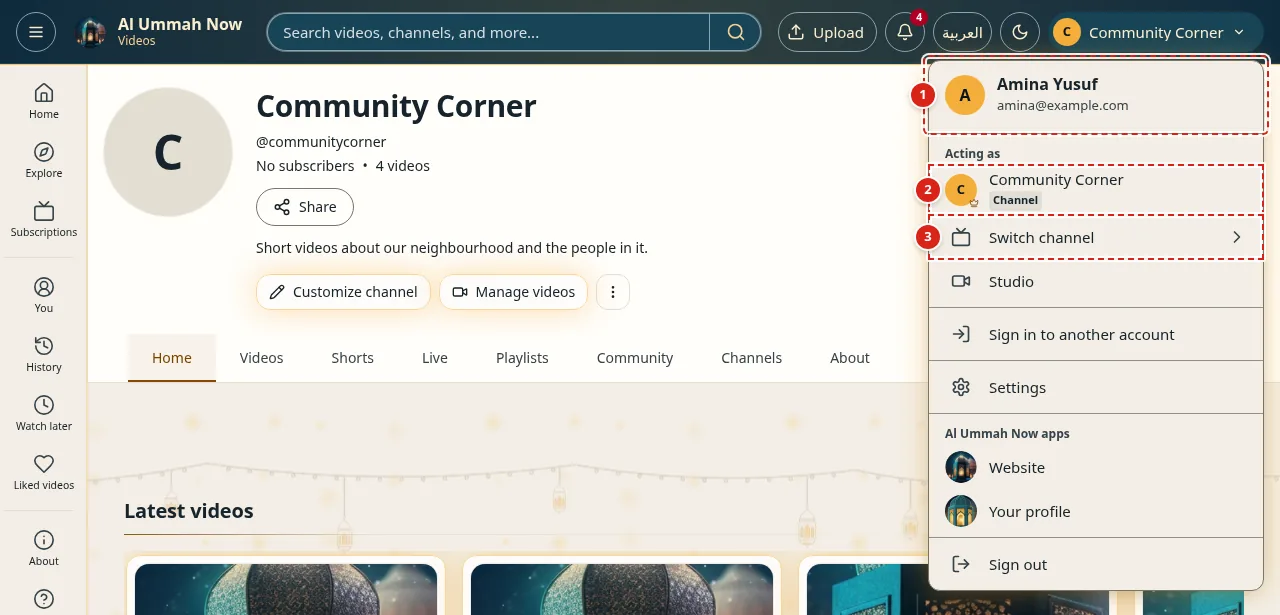 Al Ummah Now
Videos
Search videos, channels, and more...
Upload
4
العربية
C
Community Corner
Home
Explore
Subscriptions
You
History
Watch later
Liked videos
About
C
Community Corner
@communitycorner
No subscribers • 4 videos
Share
Short videos about our neighbourhood and the people in it.
Customize channel
Manage videos
Home
Videos
Shorts
Live
Playlists
Community
Channels
About
Latest videos
1
A
Amina Yusuf
amina@example.com
Acting as
2
C
Community Corner
Channel
3
Switch channel
Studio
Sign in to another account
Settings
Al Ummah Now apps
Website
Your profile
Sign out